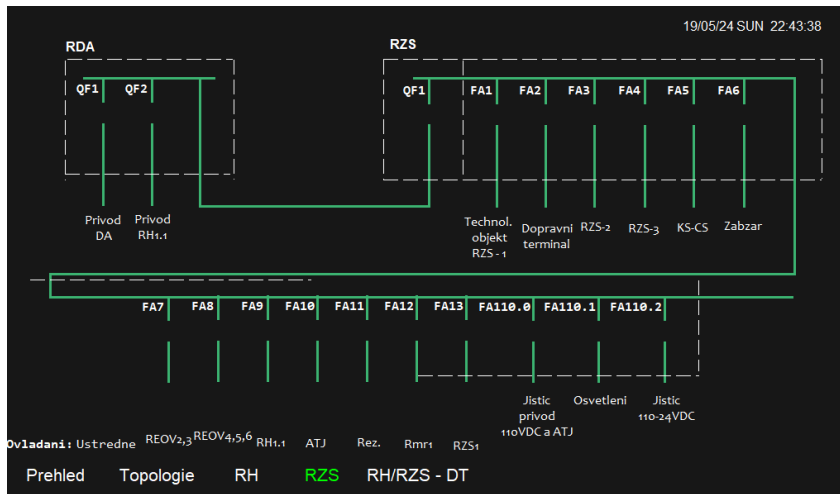 19/05/24 SUN 22:43:38
RDA RZS
QF1 QF2 QF1 FA1 FA2 FA3 FA4 FA5 FA6
Privod
DA
Privod
RH1.1
Technol.
objekt
RZS - 1
Dopravni
terminal
RZS-2
RZS-3
KS-CS
Zabzar
FA7 FA8 FA9 FA10 FA11 FA12 FA13 FA110.0 FA110.1 FA110.2
Jistic
privod
110VDC a ATJ
Osvetleni
Jistic
110-24VDC
Ovladani: Ustredne REOV2,3 REOV4,5,6 RH1.1 ATJ Rez. Rmr1 RZS1
Prehled Topologie RH RZS RH/RZS - DT